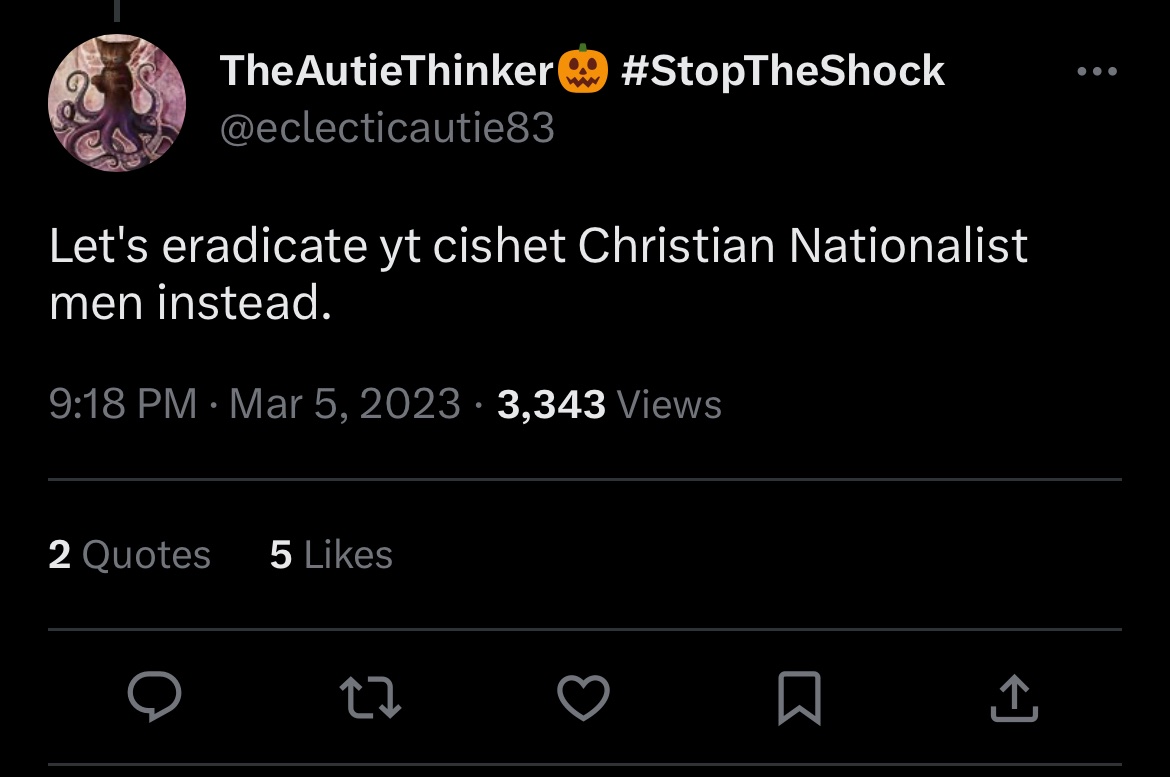 TheAutieThinker🎃 #StopTheShock
@eclecticautie83
Let's eradicate yt cishet Christian Nationalist
men instead.
9:18 PM · Mar 5, 2023 · 3,343 Views
2 Quotes 5 Likes